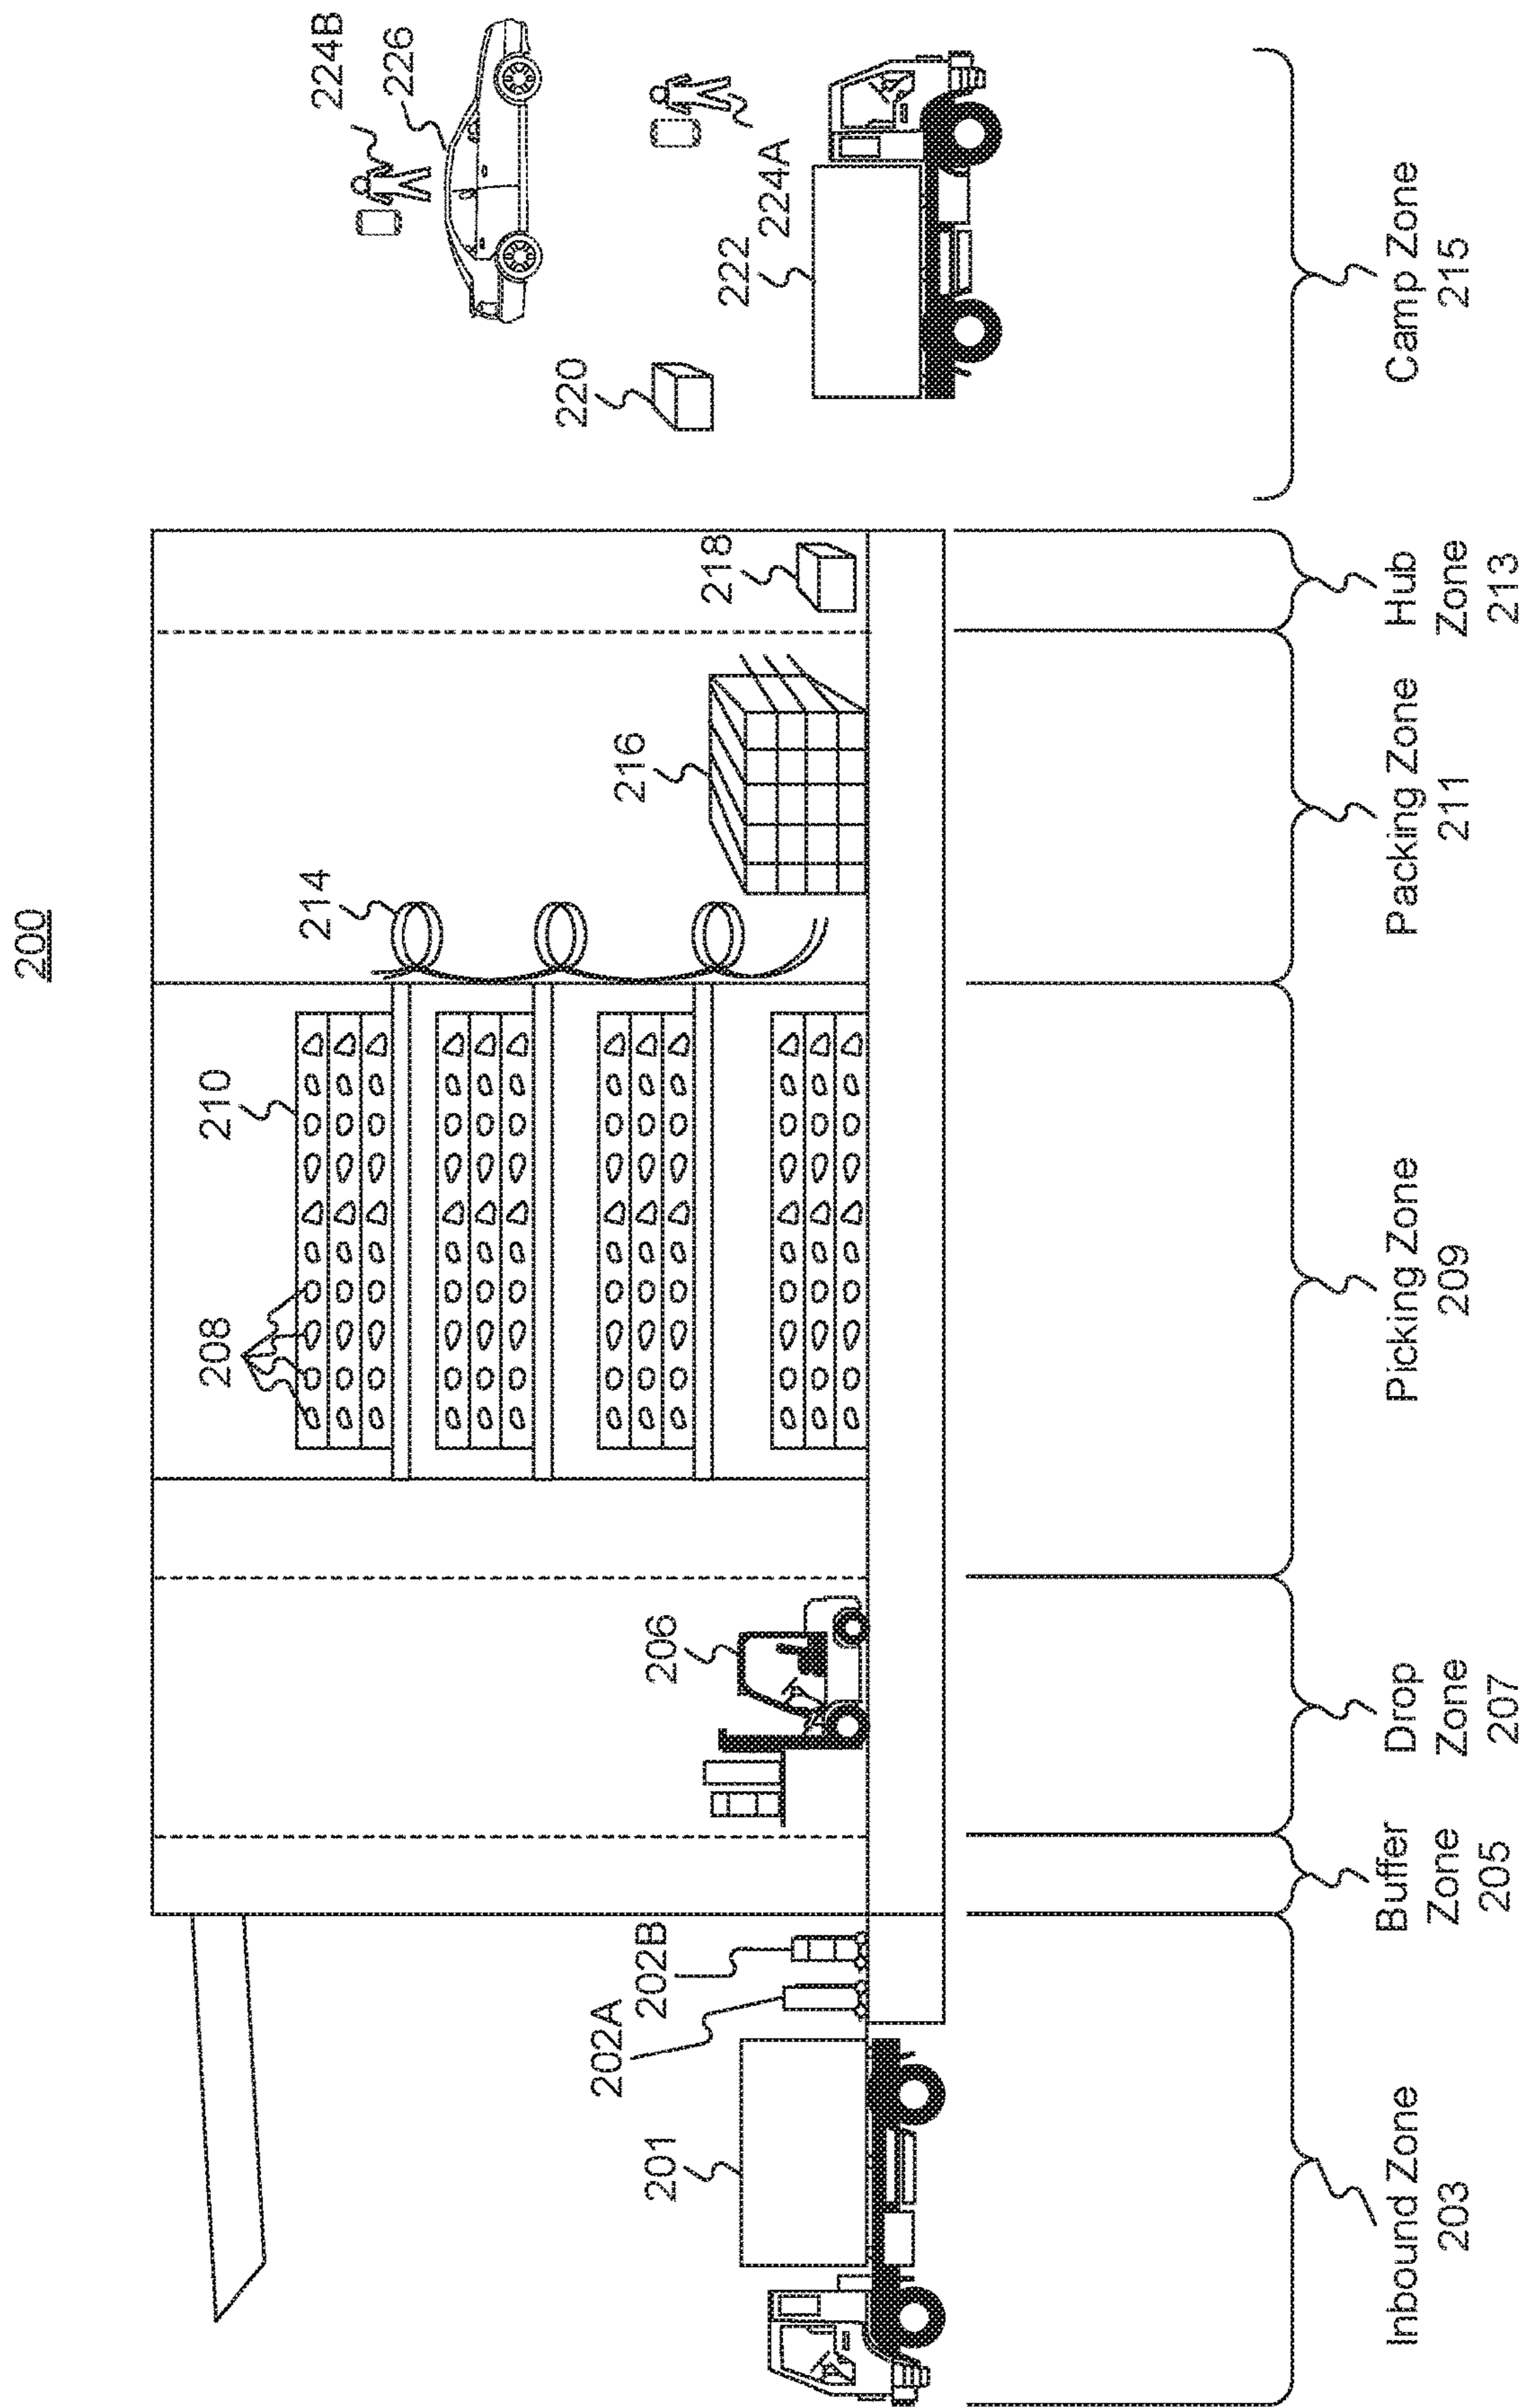 200
224B
226
224A
222
220
218
216
214
210
208
206
202B
202A
201
Inbound Zone
203
Buffer
Zone
205
Drop
Zone
207
Picking Zone
209
Packing Zone
211
Hub
Zone
213
Camp Zone
215